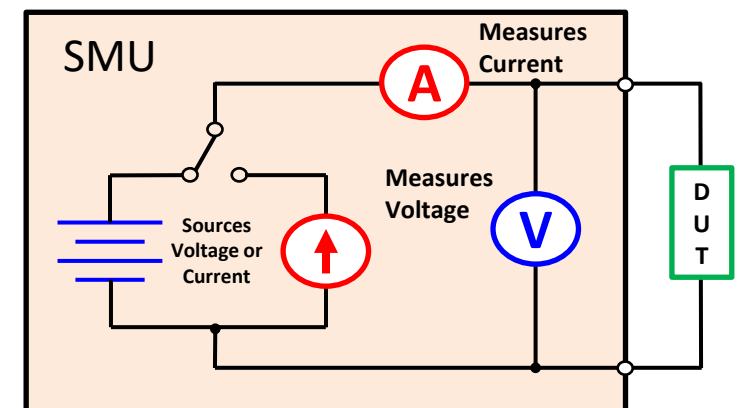 SMU
Measures
Current
A
Measures
Voltage
V
Sources
Voltage or
Current
D
U
T